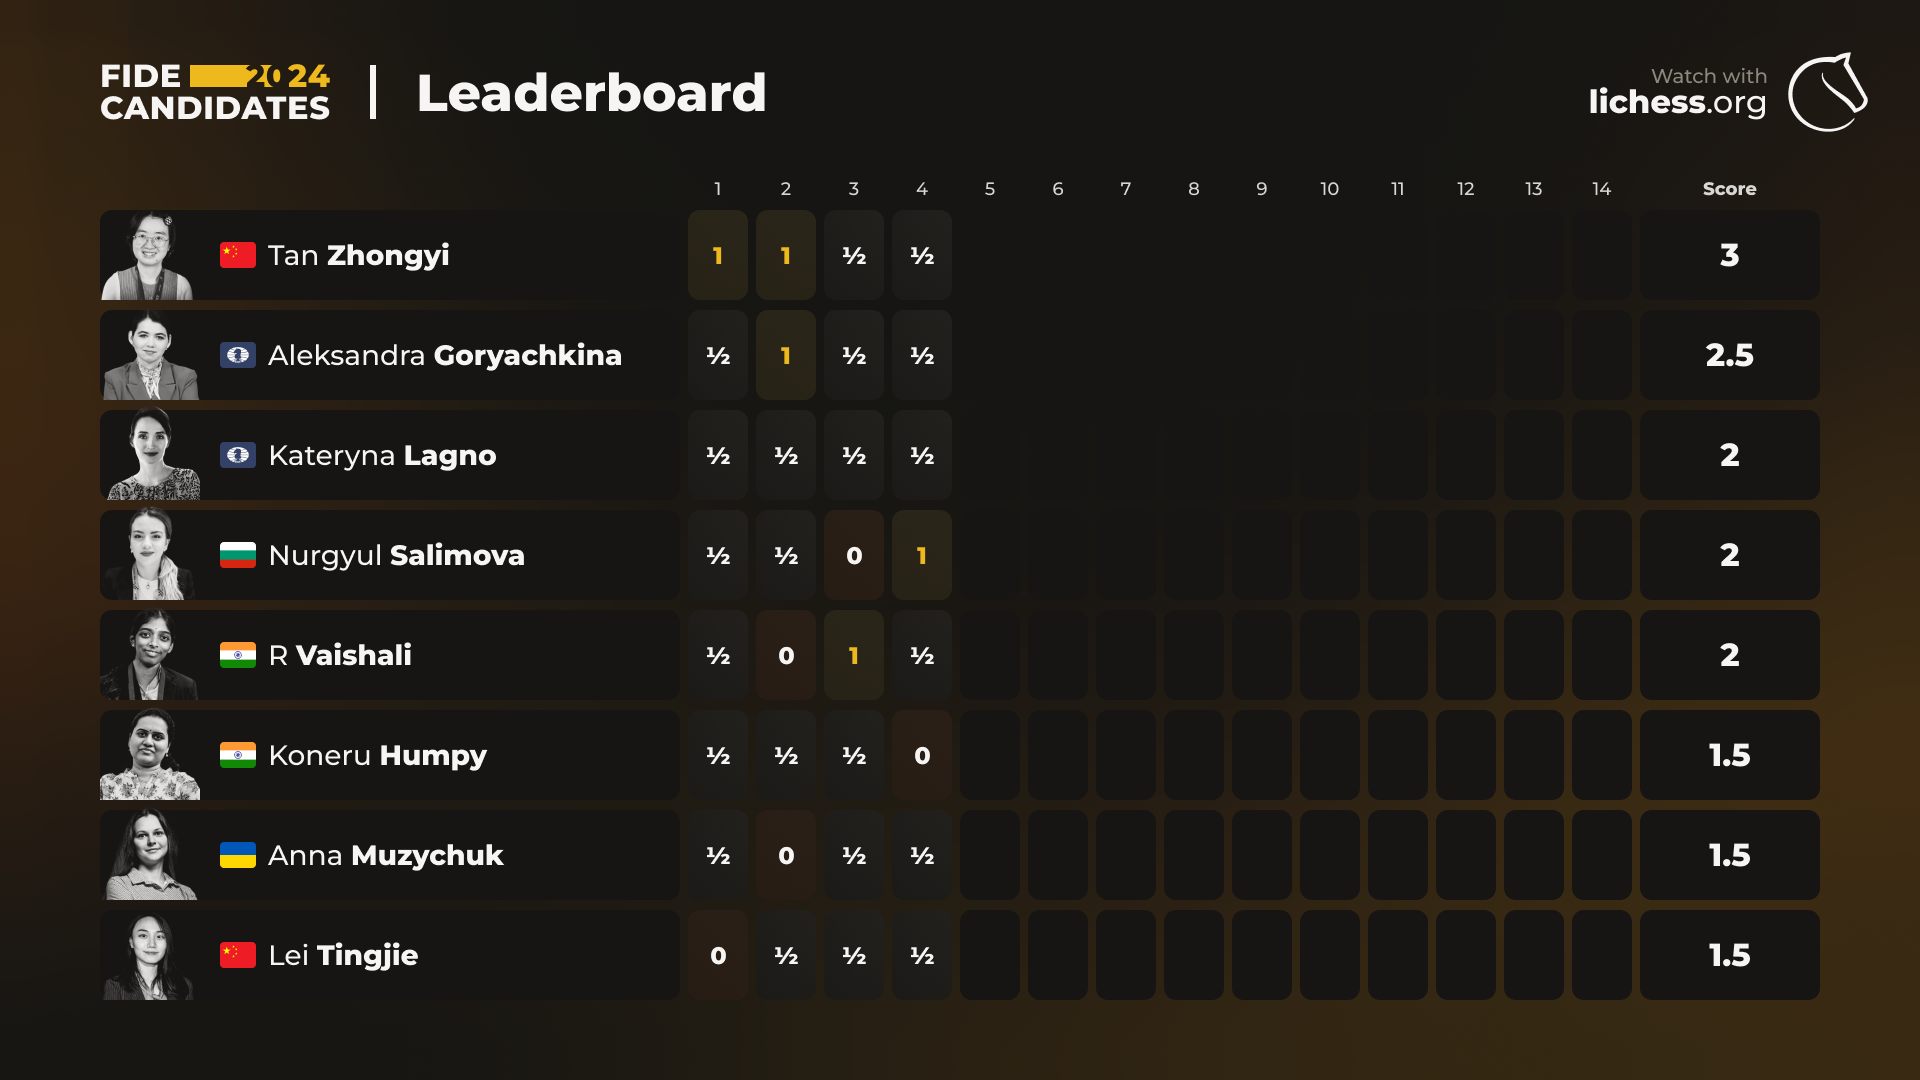 FIDE 2024
CANDIDATES
Leaderboard
Watch with
lichess.org
1 2 3 4 5 6 7 8 9 10 11 12 13 14 Score
Tan Zhongyi 1 1 ½ ½ 3
Aleksandra Goryachkina ½ 1 ½ ½ 2.5
Kateryna Lagno ½ ½ ½ ½ 2
Nurgyul Salimova ½ ½ 0 1 2
R Vaishali ½ 0 1 ½ 2
Koneru Humpy ½ ½ ½ 0 1.5
Anna Muzychuk ½ 0 ½ ½ 1.5
Lei Tingjie 0 ½ ½ ½ 1.5